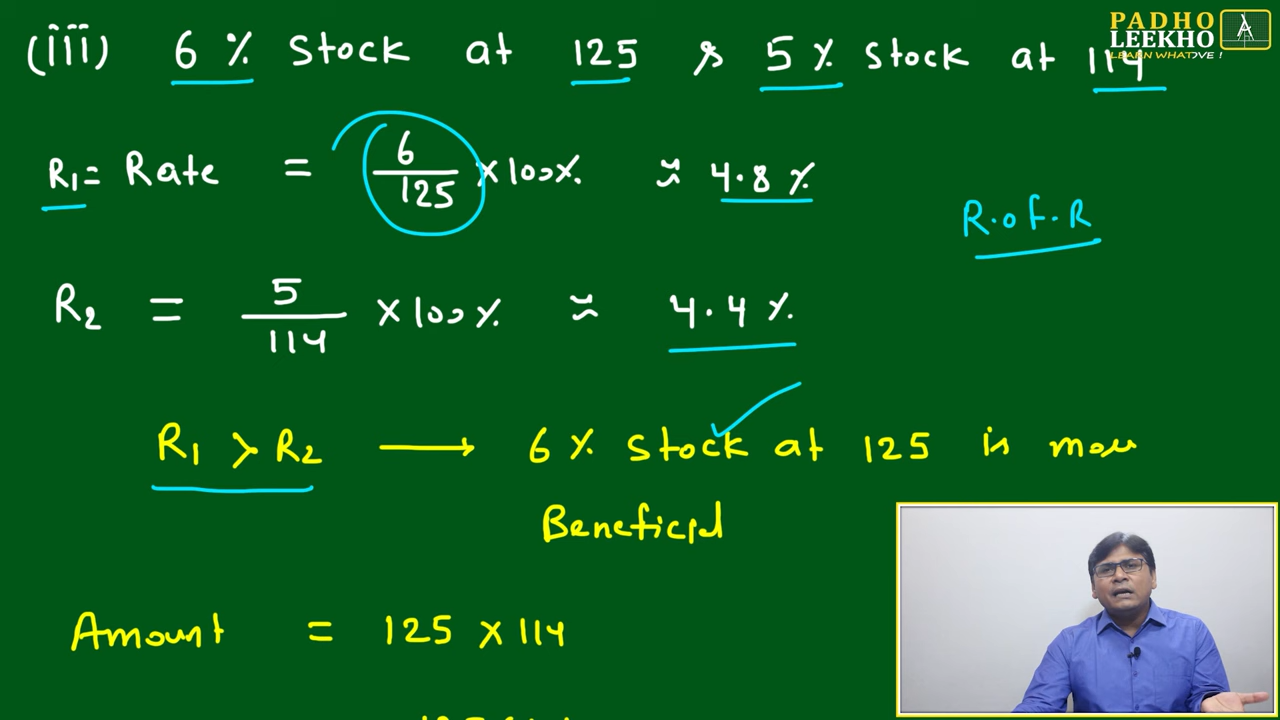 PADHO
LEEKHO
(iii) 6 % Stock at 125 & 5 % Stock at 114
R1 = Rate = 6/125 × 100 % ≈ 4.8 %
R.of.R
R2 = 5/114 × 100 % ≈ 4.4 %
R1 > R2 → 6 % stock at 125 is more
Beneficial
Amount = 125 × 114